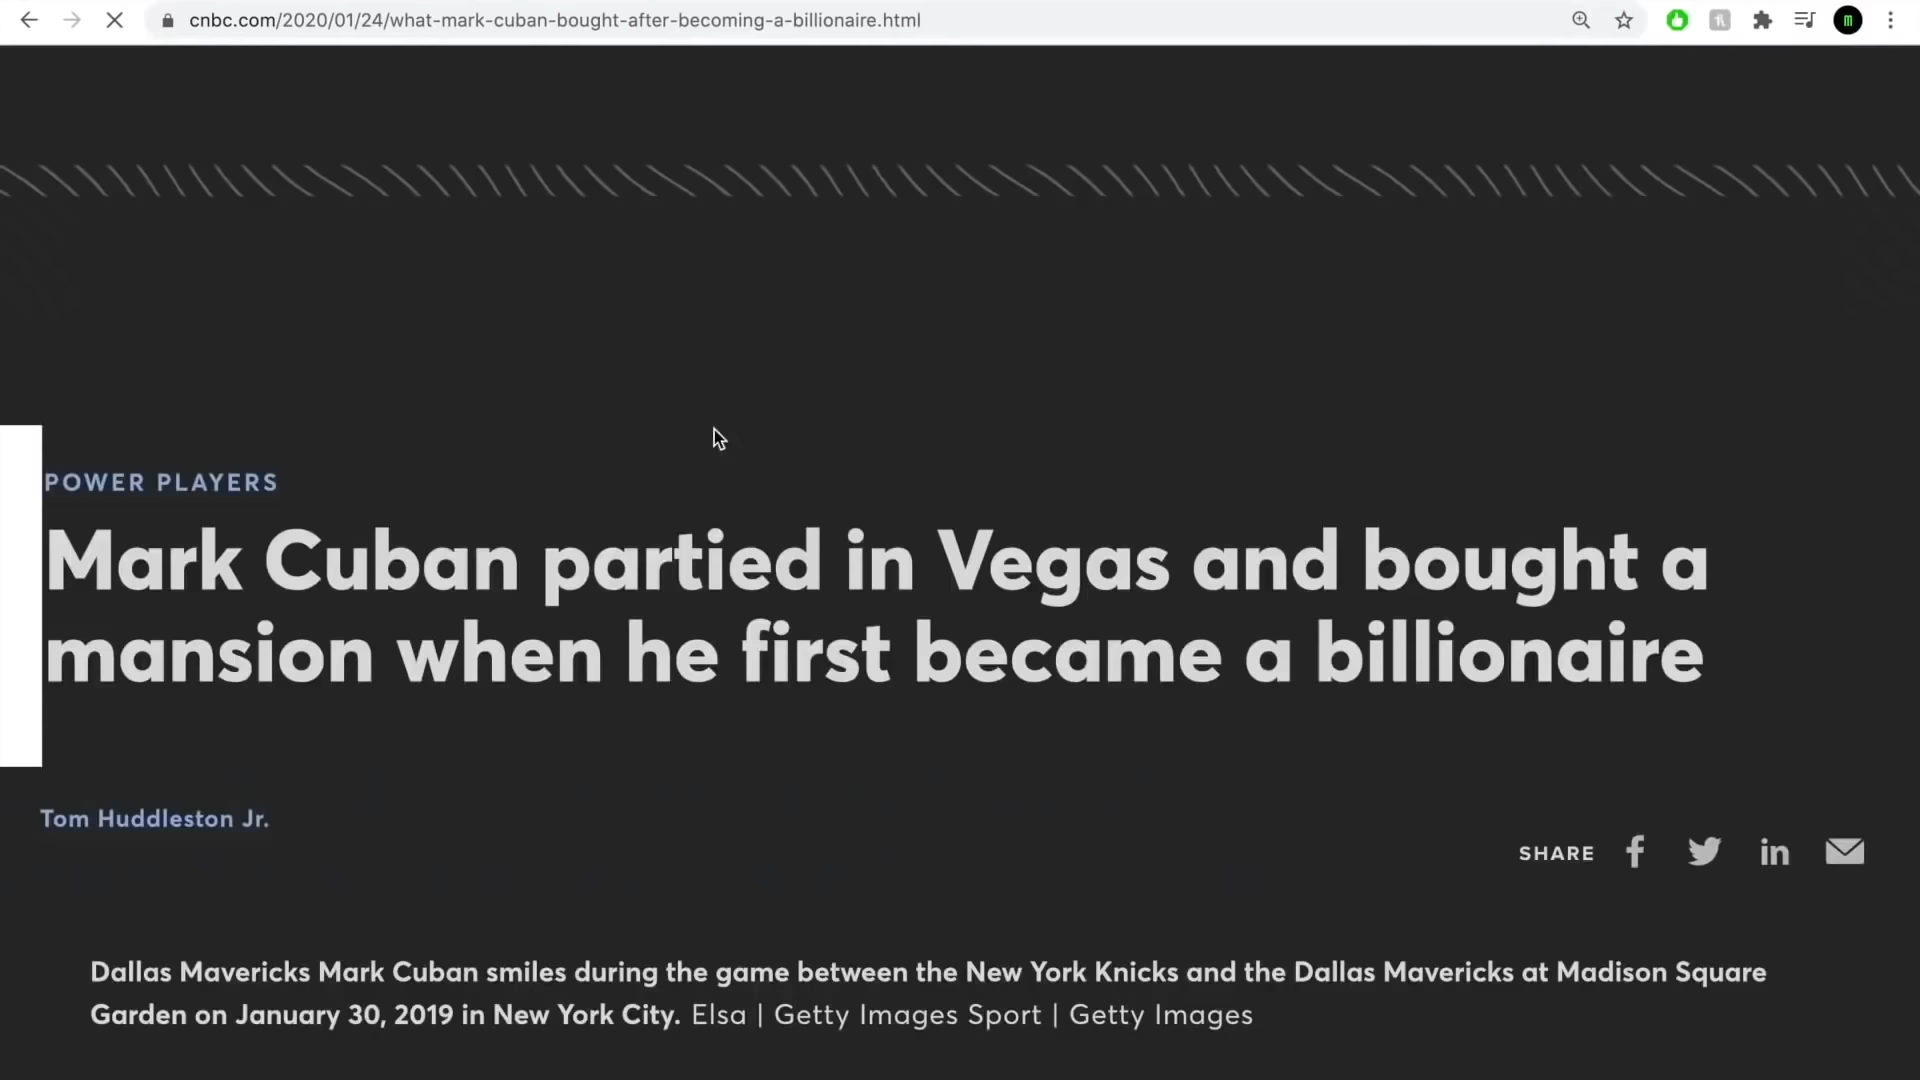 cnbc.com/2020/01/24/what-mark-cuban-bought-after-becoming-a-billionaire.html
m
POWER PLAYERS
Mark Cuban partied in Vegas and bought a
mansion when he first became a billionaire
Tom Huddleston Jr.
SHARE
Dallas Mavericks Mark Cuban smiles during the game between the New York Knicks and the Dallas Mavericks at Madison Square
Garden on January 30, 2019 in New York City. Elsa | Getty Images Sport | Getty Images